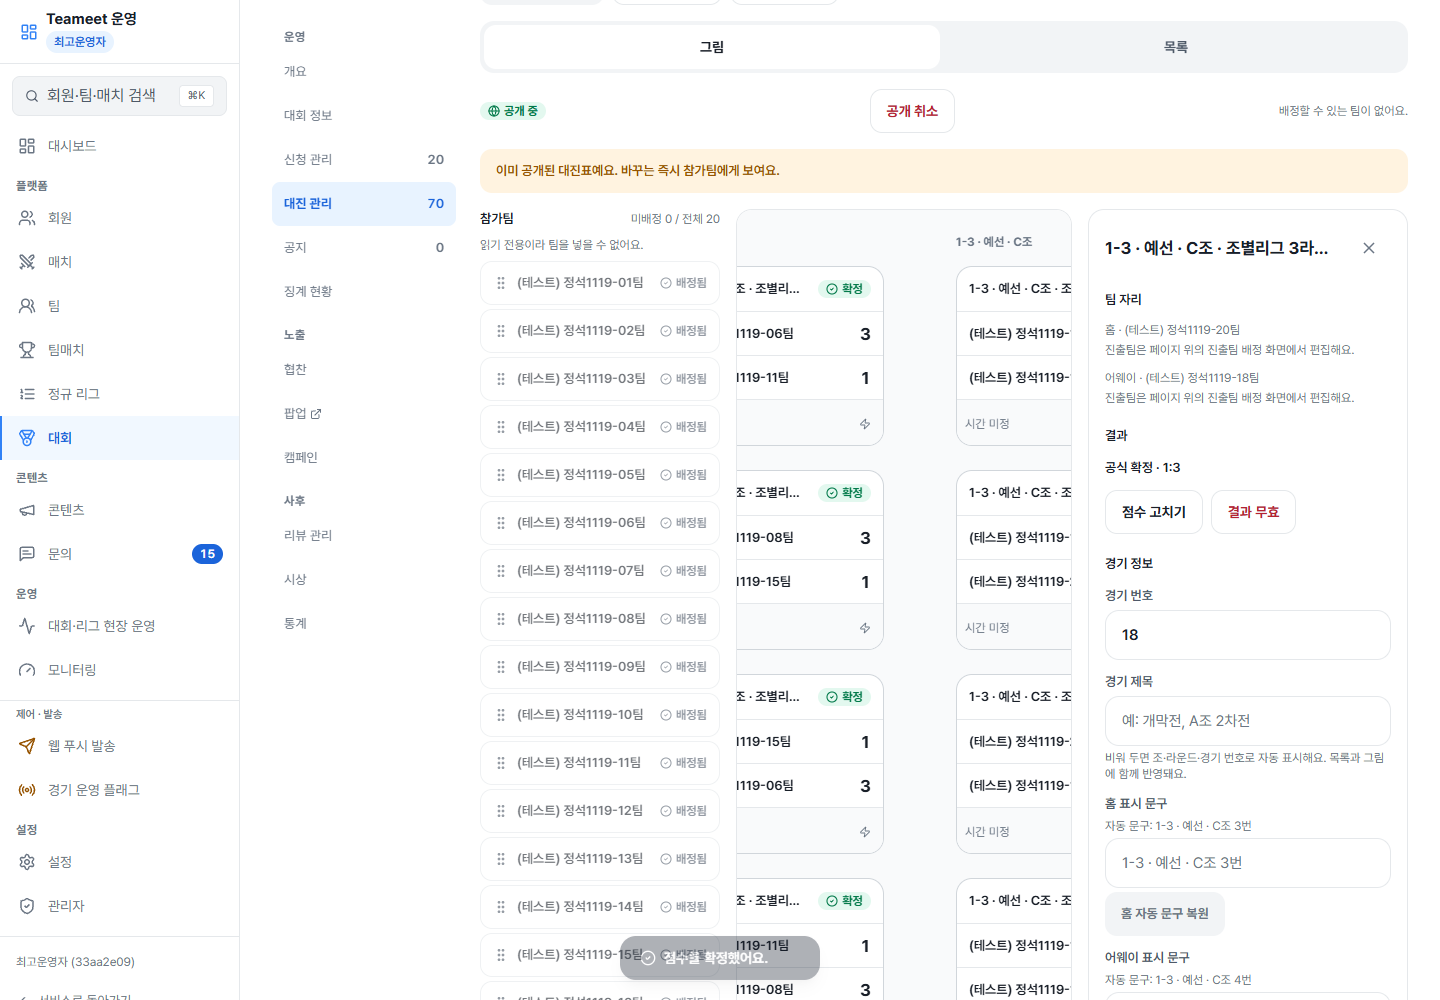 Teameet 운영
최고운영자
회원·팀·매치 검색
⌘K
대시보드
플랫폼
회원
매치
팀
팀매치
정규 리그
대회
콘텐츠
콘텐츠
문의
15
운영
대회·리그 현장 운영
모니터링
제어 · 발송
웹 푸시 발송
경기 운영 플래그
설정
설정
관리자
최고운영자 (33aa2e09)
운영
개요
대회 정보
신청 관리
20
대진 관리
70
공지
0
징계 현황
노출
협찬
팝업
캠페인
사후
리뷰 관리
시상
통계
그림
목록
공개 중
공개 취소
배정할 수 있는 팀이 없어요.
이미 공개된 대진표예요. 바꾸는 즉시 참가팀에게 보여요.
참가팀
미배정 0 / 전체 20
읽기 전용이라 팀을 넣을 수 없어요.
(테스트) 정석1119-01팀
배정됨
(테스트) 정석1119-02팀
배정됨
(테스트) 정석1119-03팀
배정됨
(테스트) 정석1119-04팀
배정됨
(테스트) 정석1119-05팀
배정됨
(테스트) 정석1119-06팀
배정됨
(테스트) 정석1119-07팀
배정됨
(테스트) 정석1119-08팀
배정됨
(테스트) 정석1119-09팀
배정됨
(테스트) 정석1119-10팀
배정됨
(테스트) 정석1119-11팀
배정됨
(테스트) 정석1119-12팀
배정됨
(테스트) 정석1119-13팀
배정됨
(테스트) 정석1119-14팀
배정됨
(테스트) 정석1119-15팀
점수를 확정했어요.
조 · 조별리...
확정
1119-06팀
3
1119-11팀
1
조 · 조별리...
확정
1119-08팀
3
1119-15팀
1
조 · 조별리...
확정
1119-15팀
1
1119-06팀
3
조 · 조별리...
확정
1119-11팀
1
1119-08팀
3
1-3 · 예선 · C조
1-3 · 예선 · C조 · 조
(테스트) 정석1119-
(테스트) 정석1119-
시간 미정
1-3 · 예선 · C조 · 조
(테스트) 정석1119-
(테스트) 정석1119-
시간 미정
1-3 · 예선 · C조 · 조
(테스트) 정석1119-
(테스트) 정석1119-
시간 미정
1-3 · 예선 · C조 · 조
(테스트) 정석1119-
(테스트) 정석1119-
1-3 · 예선 · C조 · 조별리그 3라...
팀 자리
홈 · (테스트) 정석1119-20팀
진출팀은 페이지 위의 진출팀 배정 화면에서 편집해요.
어웨이 · (테스트) 정석1119-18팀
진출팀은 페이지 위의 진출팀 배정 화면에서 편집해요.
결과
공식 확정 · 1:3
점수 고치기
결과 무효
경기 정보
경기 번호
18
경기 제목
예: 개막전, A조 2차전
비워 두면 조·라운드·경기 번호로 자동 표시해요. 목록과 그림
에 함께 반영돼요.
홈 표시 문구
자동 문구: 1-3 · 예선 · C조 3번
1-3 · 예선 · C조 3번
홈 자동 문구 복원
어웨이 표시 문구
자동 문구: 1-3 · 예선 · C조 4번